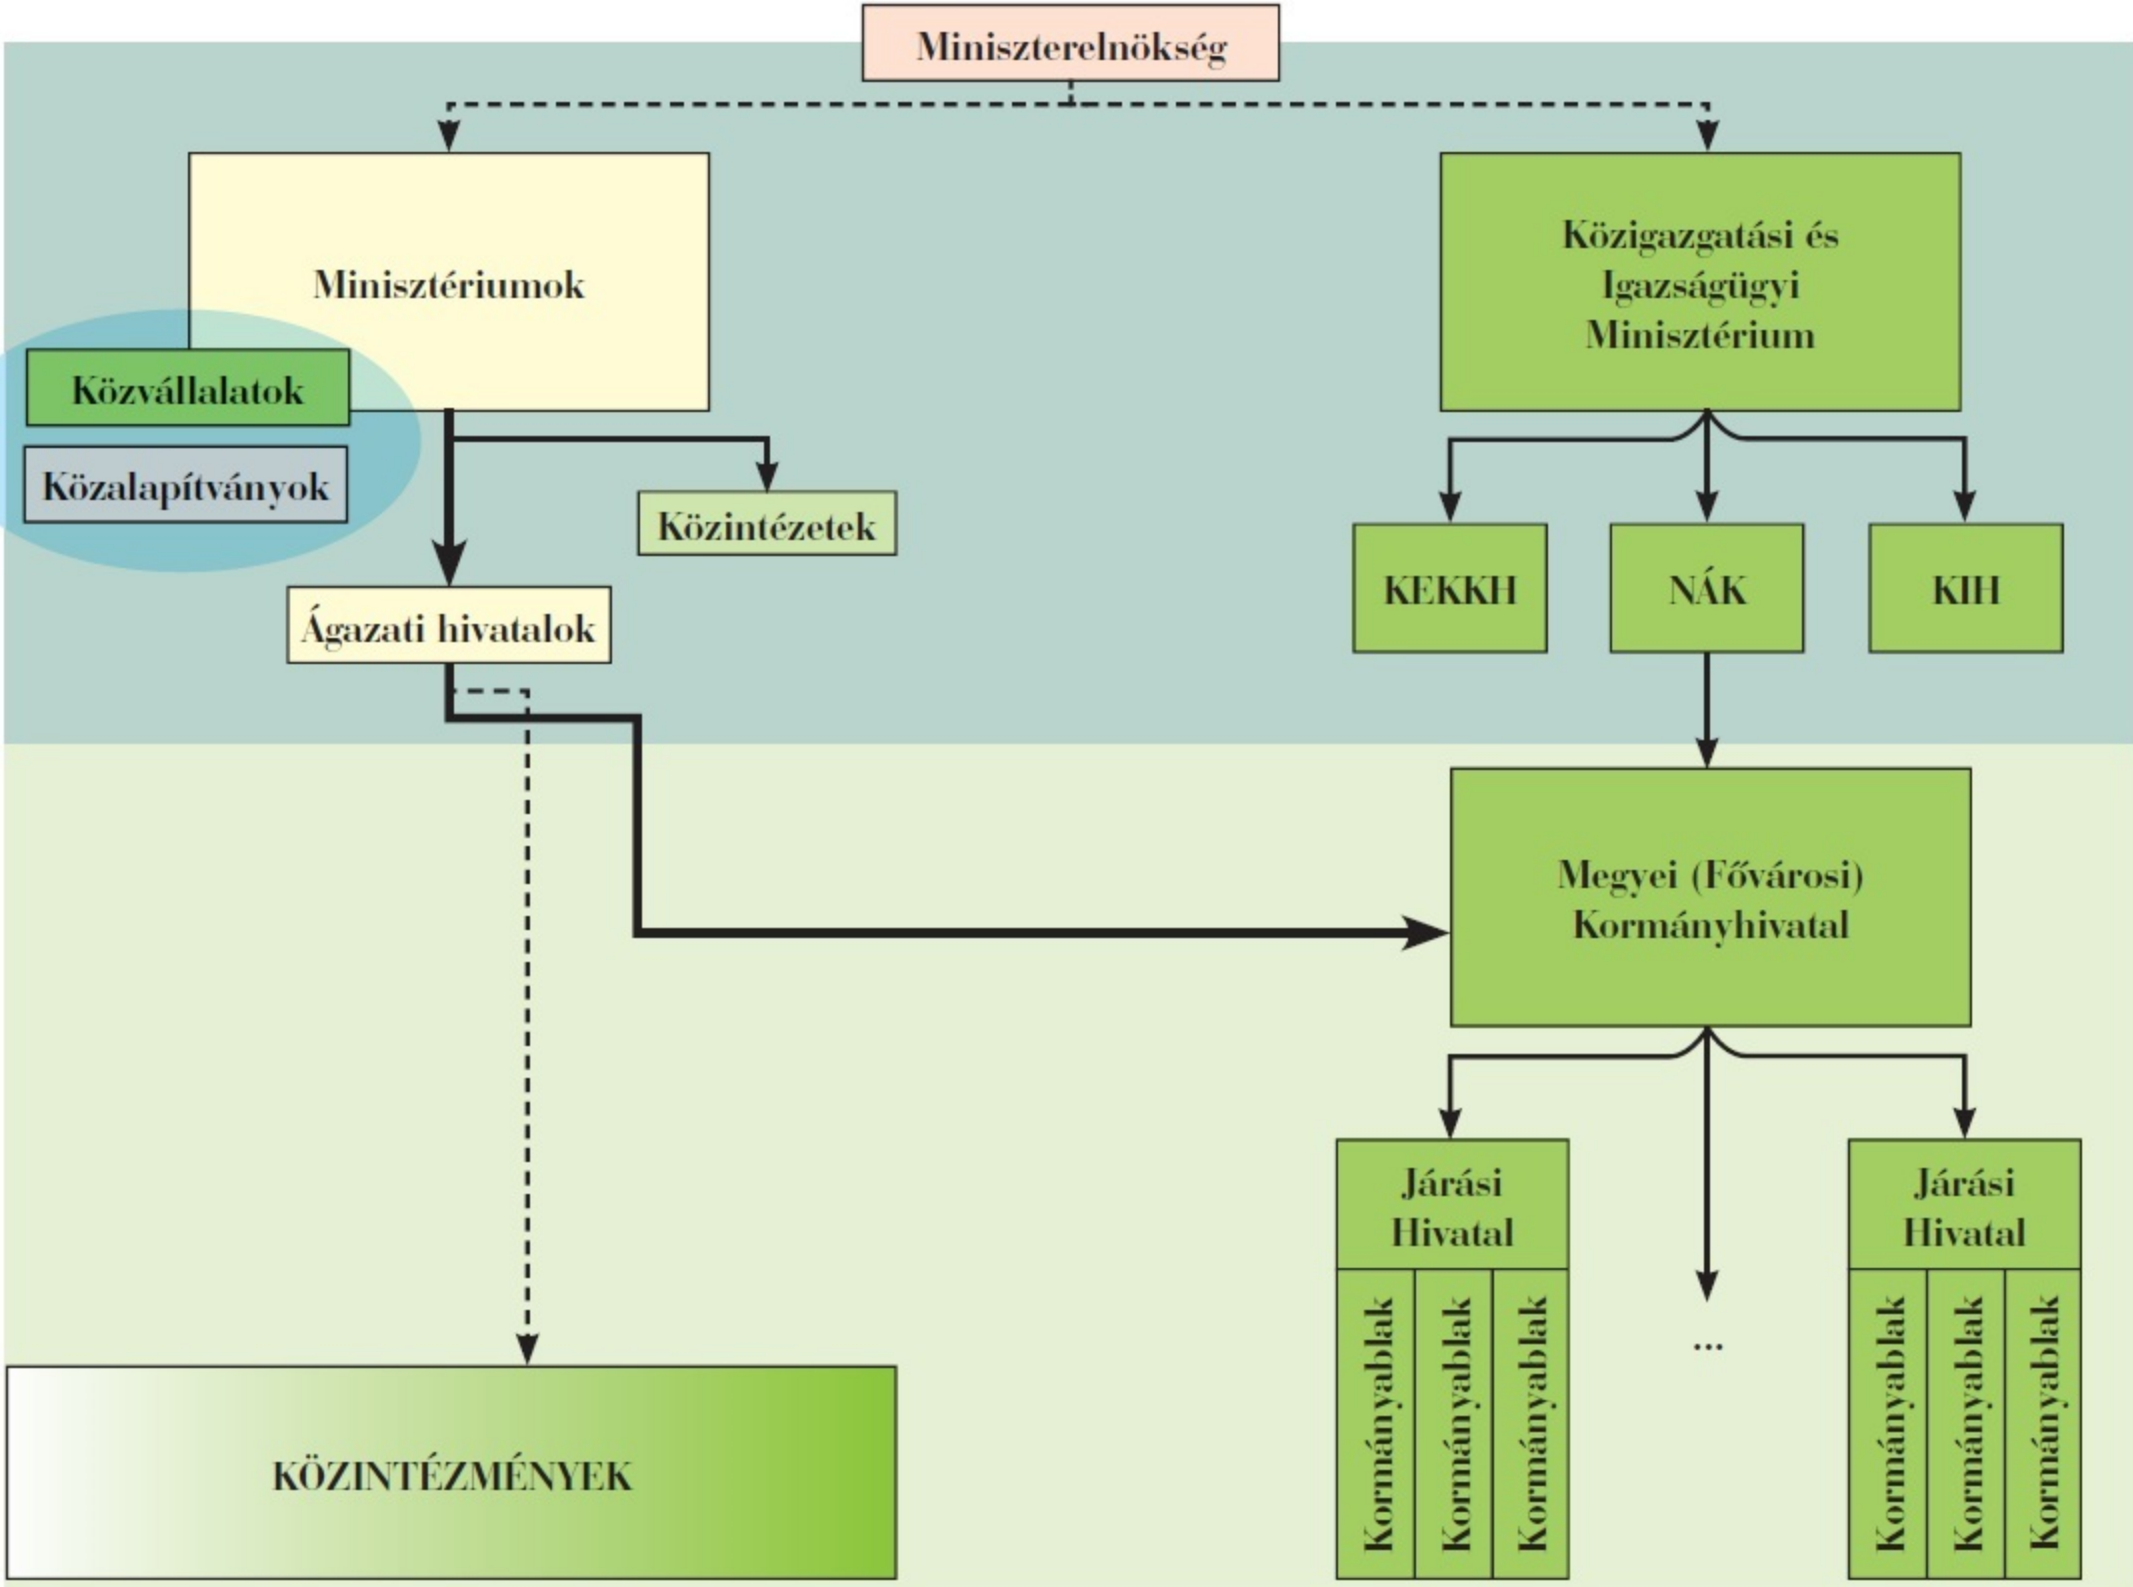 Miniszterelnökség
Minisztériumok
Közigazgatási és
Igazságügyi
Minisztérium
Közvállalatok
Közalapítványok
Közintézetek
KEKKH
NÁK
KIH
Ágazati hivatalok
Megyei (Fővárosi)
Kormányhivatal
Járási
Hivatal
Kormányablak
Kormányablak
Kormányablak
...
Járási
Hivatal
Kormányablak
Kormányablak
Kormányablak
KÖZINTÉZMÉNYEK